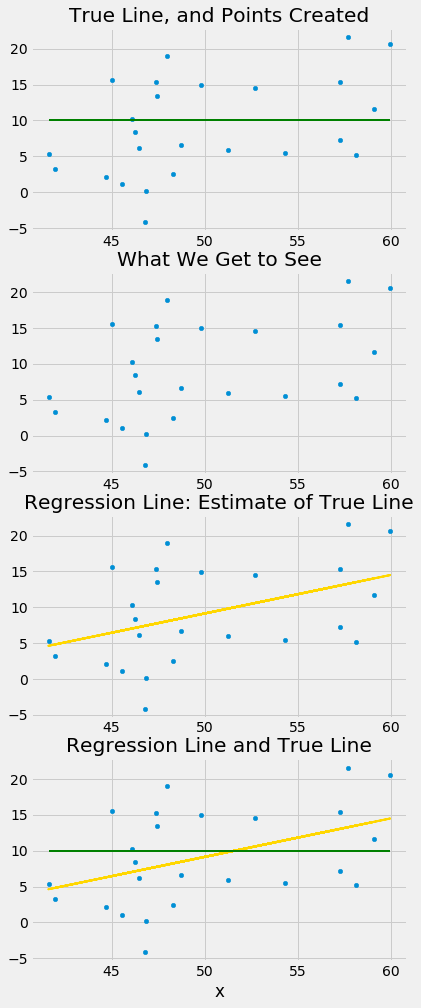 True Line, and Points Created
20
15
10
5
0
−5
45 50 55 60
What We Get to See
20
15
10
5
0
−5
45 50 55 60
Regression Line: Estimate of True Line
20
15
10
5
0
−5
45 50 55 60
Regression Line and True Line
20
15
10
5
0
−5
45 50 55 60
x